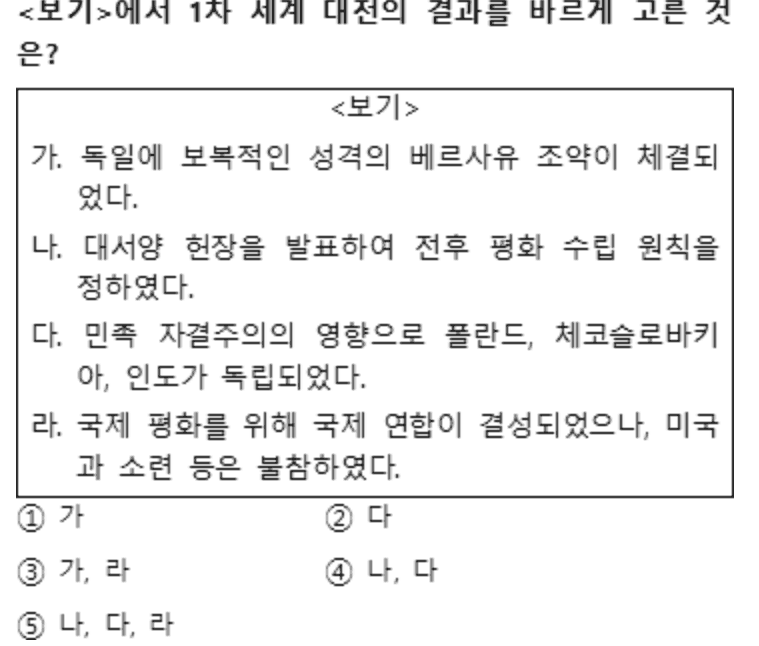 <보기>에서 1차 세계 대전의 결과를 바르게 고른 것
은?
<보기>
가. 독일에 보복적인 성격의 베르사유 조약이 체결되
었다.
나. 대서양 헌장을 발표하여 전후 평화 수립 원칙을
정하였다.
다. 민족 자결주의의 영향으로 폴란드, 체코슬로바키
아, 인도가 독립되었다.
라. 국제 평화를 위해 국제 연합이 결성되었으나, 미국
과 소련 등은 불참하였다.
① 가 ② 다
③ 가, 라 ④ 나, 다
⑤ 나, 다, 라